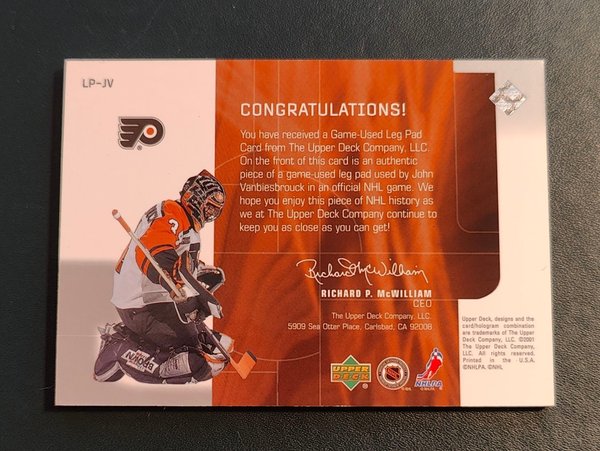 LP-JV
CONGRATULATIONS!
You have received a Game-Used Leg Pad
Card from The Upper Deck Company, LLC.
On the front of this card is an authentic
piece of a game-used leg pad used by John
Vanbiesbrouck in an official NHL game. We
hope you enjoy this piece of NHL history as
we at The Upper Deck Company continue to
keep you as close as you can get!
Richard McWilliam
RICHARD P. McWILLIAM
CEO
The Upper Deck Company, LLC.
5909 Sea Otter Place, Carlsbad, CA 92008
UPPER
DECK
NHLPA
Upper Deck, designs and the
card/hologram combination
are trademarks of The Upper
Deck Company, LLC. ©2001
The Upper Deck Company,
LLC. All rights reserved.
Printed in the U.S.A.
©NHLPA. ©NHL